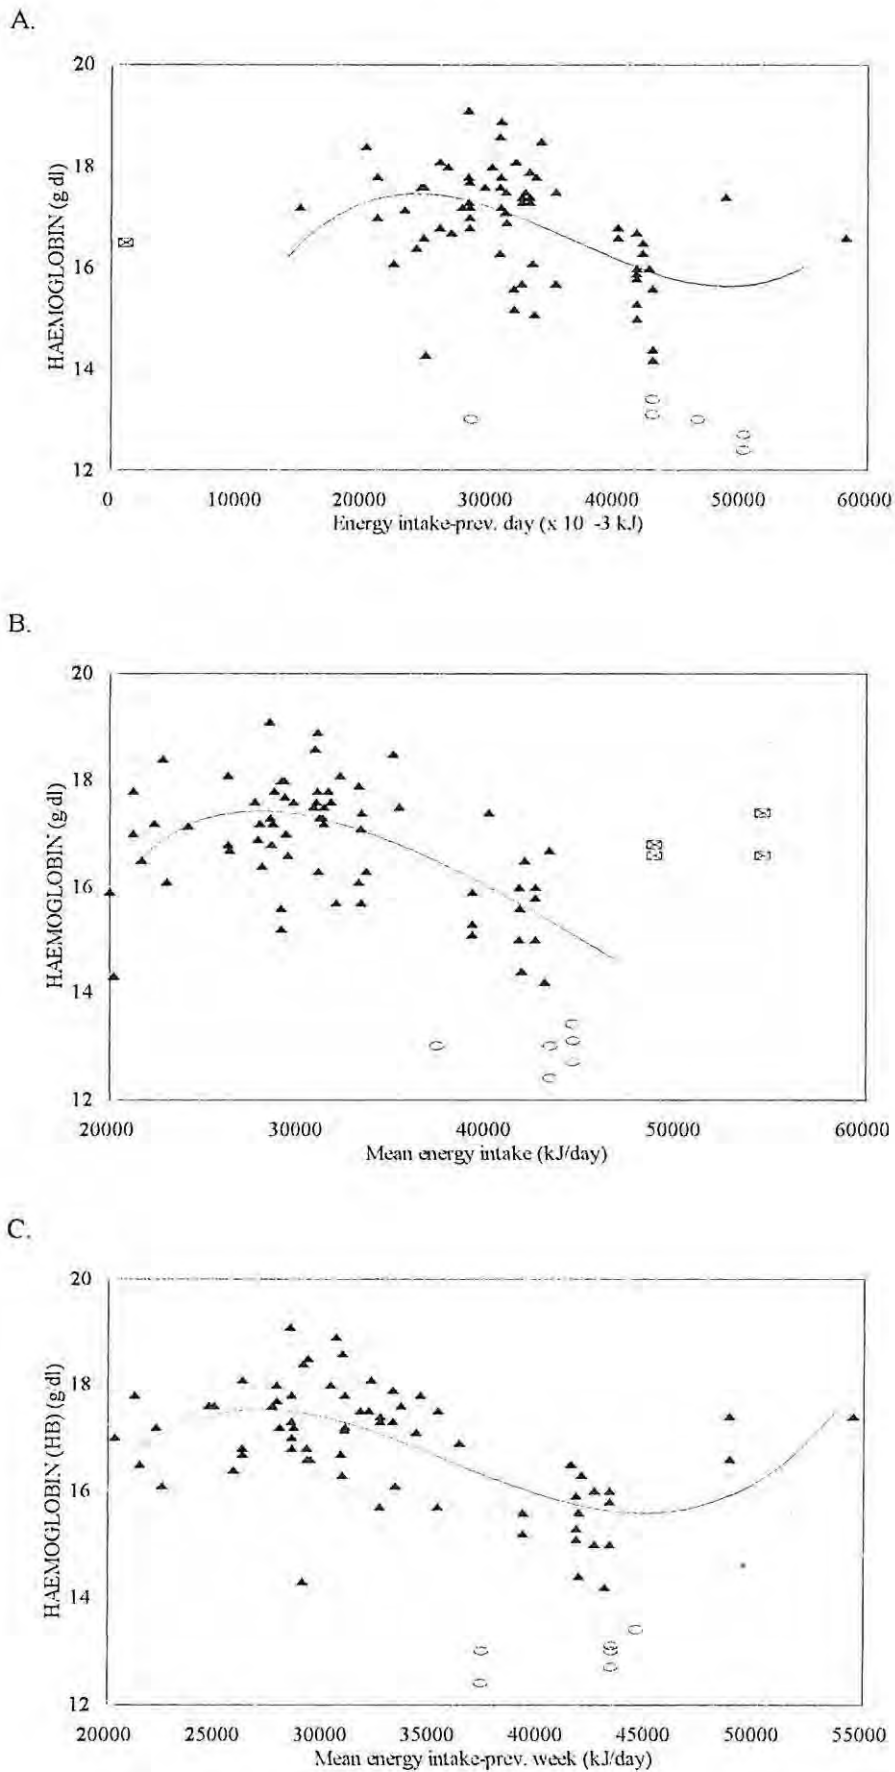 A.
HAEMOGLOBIN (g/dl)
20
18
16
14
12
0 10000 20000 30000 40000 50000 60000
Energy intake-prev. day (x 10 -3 kJ)
B.
HAEMOGLOBIN (g/dl)
20
18
16
14
12
20000 30000 40000 50000 60000
Mean energy intake (kJ/day)
C.
HAEMOGLOBIN (HB) (g/dl)
20
18
16
14
12
20000 25000 30000 35000 40000 45000 50000 55000
Mean energy intake-prev. week (kJ/day)